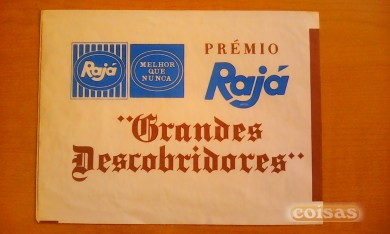 Rajá
MELHOR
QUE
NUNCA
PRÉMIO
Rajá
"Grandes
Descobridores"
coisas